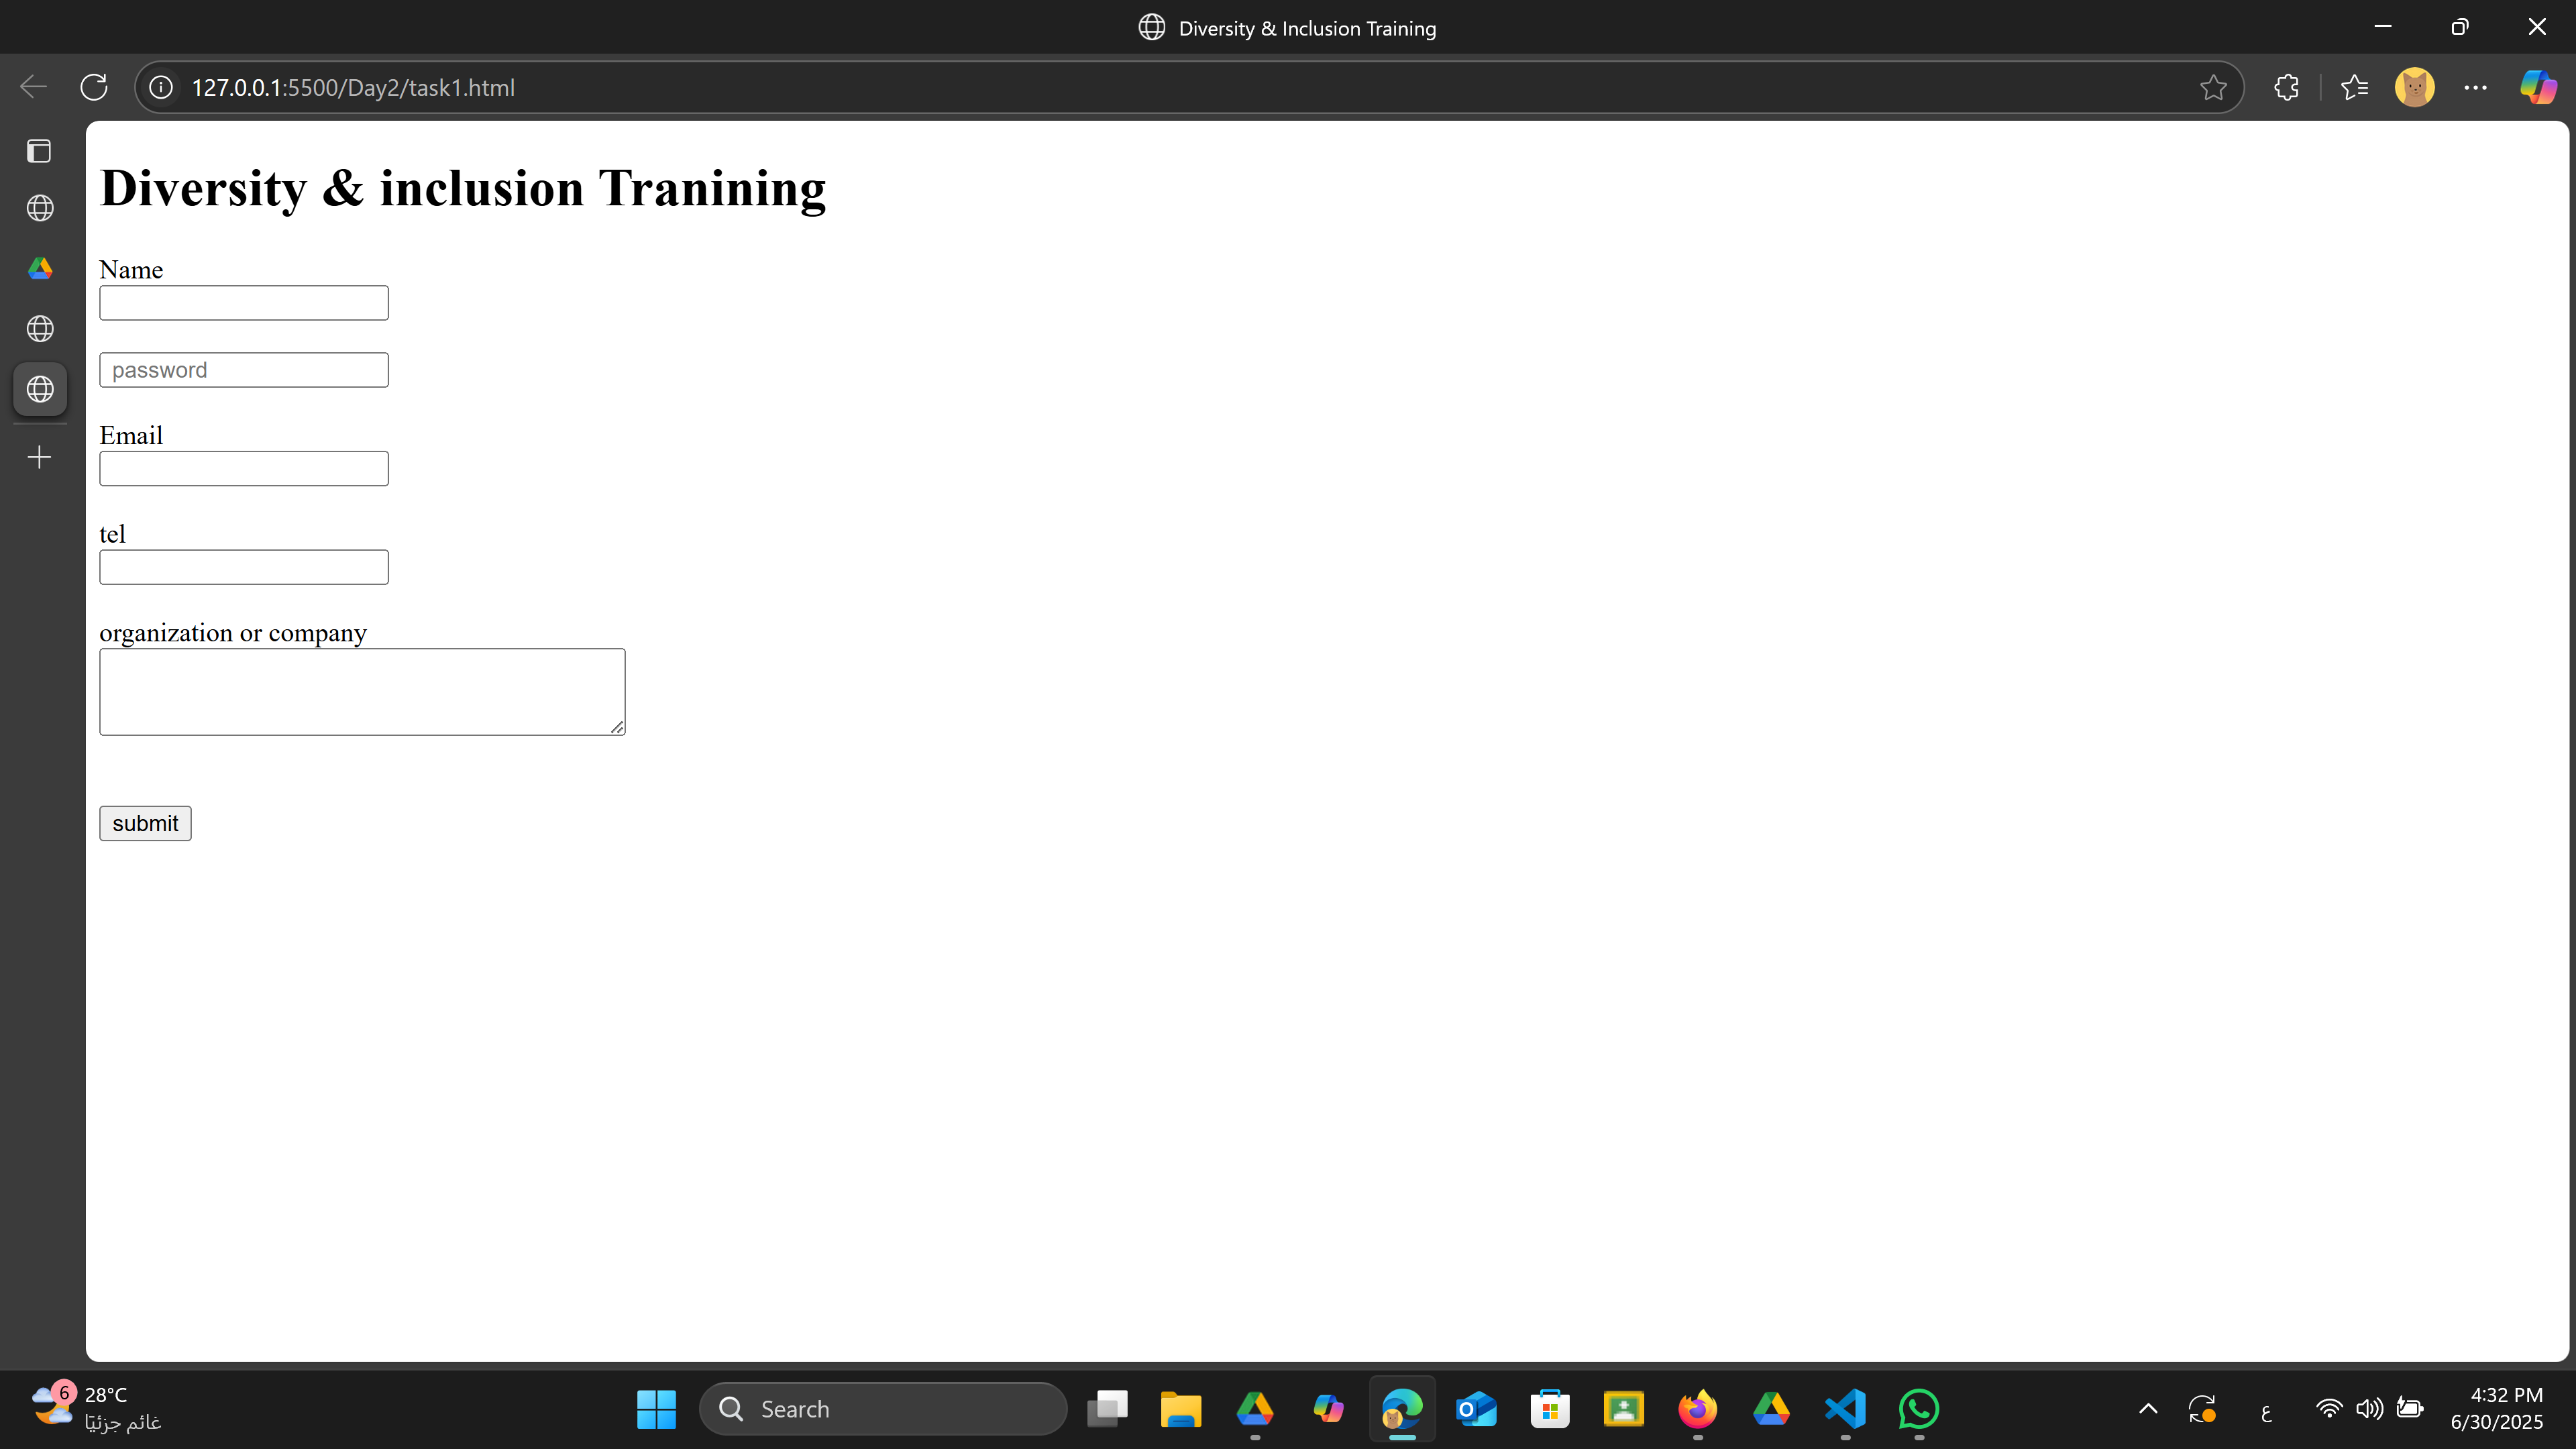 Diversity & Inclusion Training
127.0.0.1:5500/Day2/task1.html
Diversity & inclusion Tranining
Name
password
Email
tel
organization or company
submit
6
28°C
غائم جزئيًا
Search
ع
4:32 PM
6/30/2025